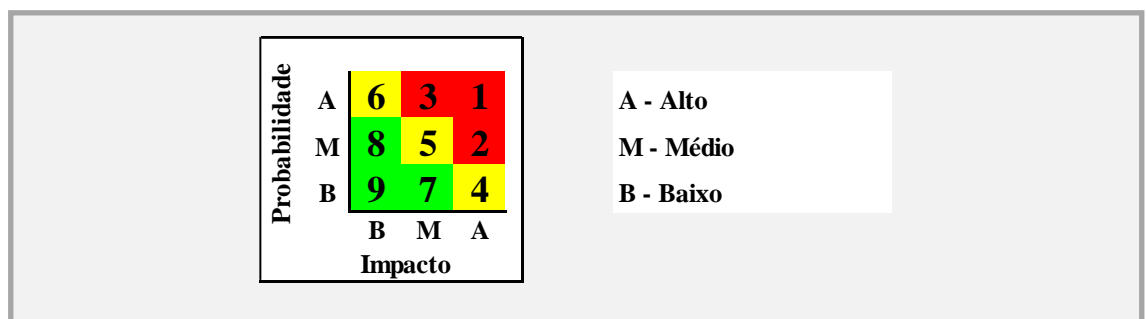 Probabilidade
A 6 3 1
M 8 5 2
B 9 7 4
B M A
Impacto
A - Alto
M - Médio
B - Baixo